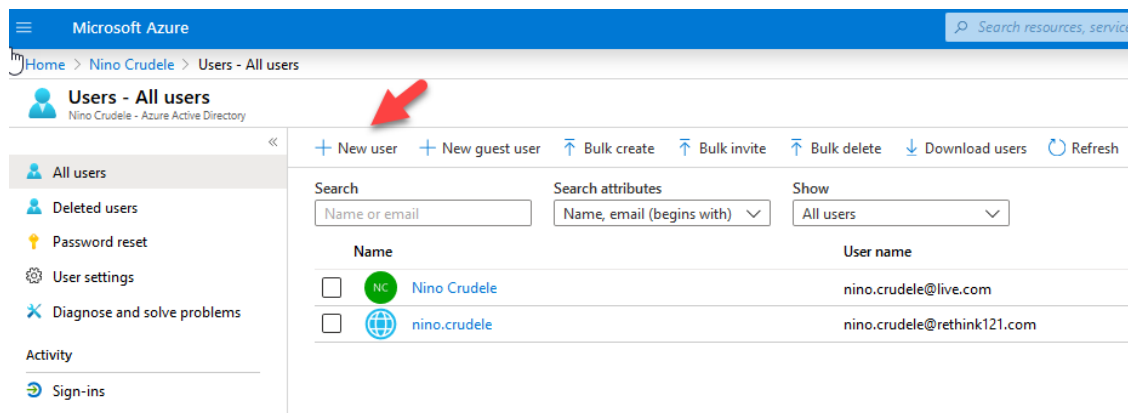 Microsoft Azure
Search resources, service
Home > Nino Crudele > Users - All users
Users - All users
Nino Crudele - Azure Active Directory
«
All users
Deleted users
Password reset
User settings
Diagnose and solve problems
Activity
Sign-ins
+ New user + New guest user Bulk create Bulk invite Bulk delete Download users Refresh
Search Search attributes Show
Name or email Name, email (begins with) All users
Name User name
NC Nino Crudele nino.crudele@live.com
nino.crudele nino.crudele@rethink121.com